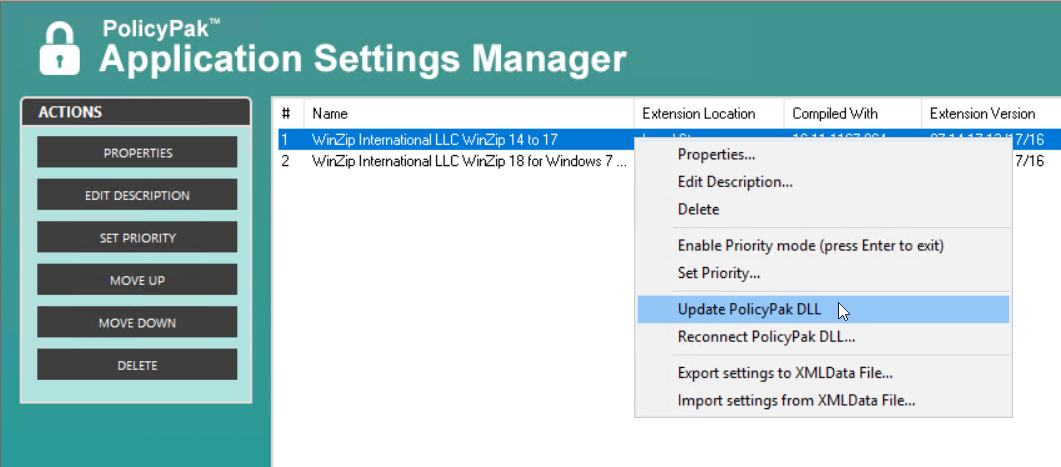 PolicyPak™
Application Settings Manager
ACTIONS
PROPERTIES
EDIT DESCRIPTION
SET PRIORITY
MOVE UP
MOVE DOWN
DELETE
# Name Extension Location Compiled With Extension Version
1 WinZip International LLC WinZip 14 to 17 7/16
2 WinZip International LLC WinZip 18 for Windows 7 ... 7/16
Properties...
Edit Description...
Delete
Enable Priority mode (press Enter to exit)
Set Priority...
Update PolicyPak DLL
Reconnect PolicyPak DLL...
Export settings to XMLData File...
Import settings from XMLData File...